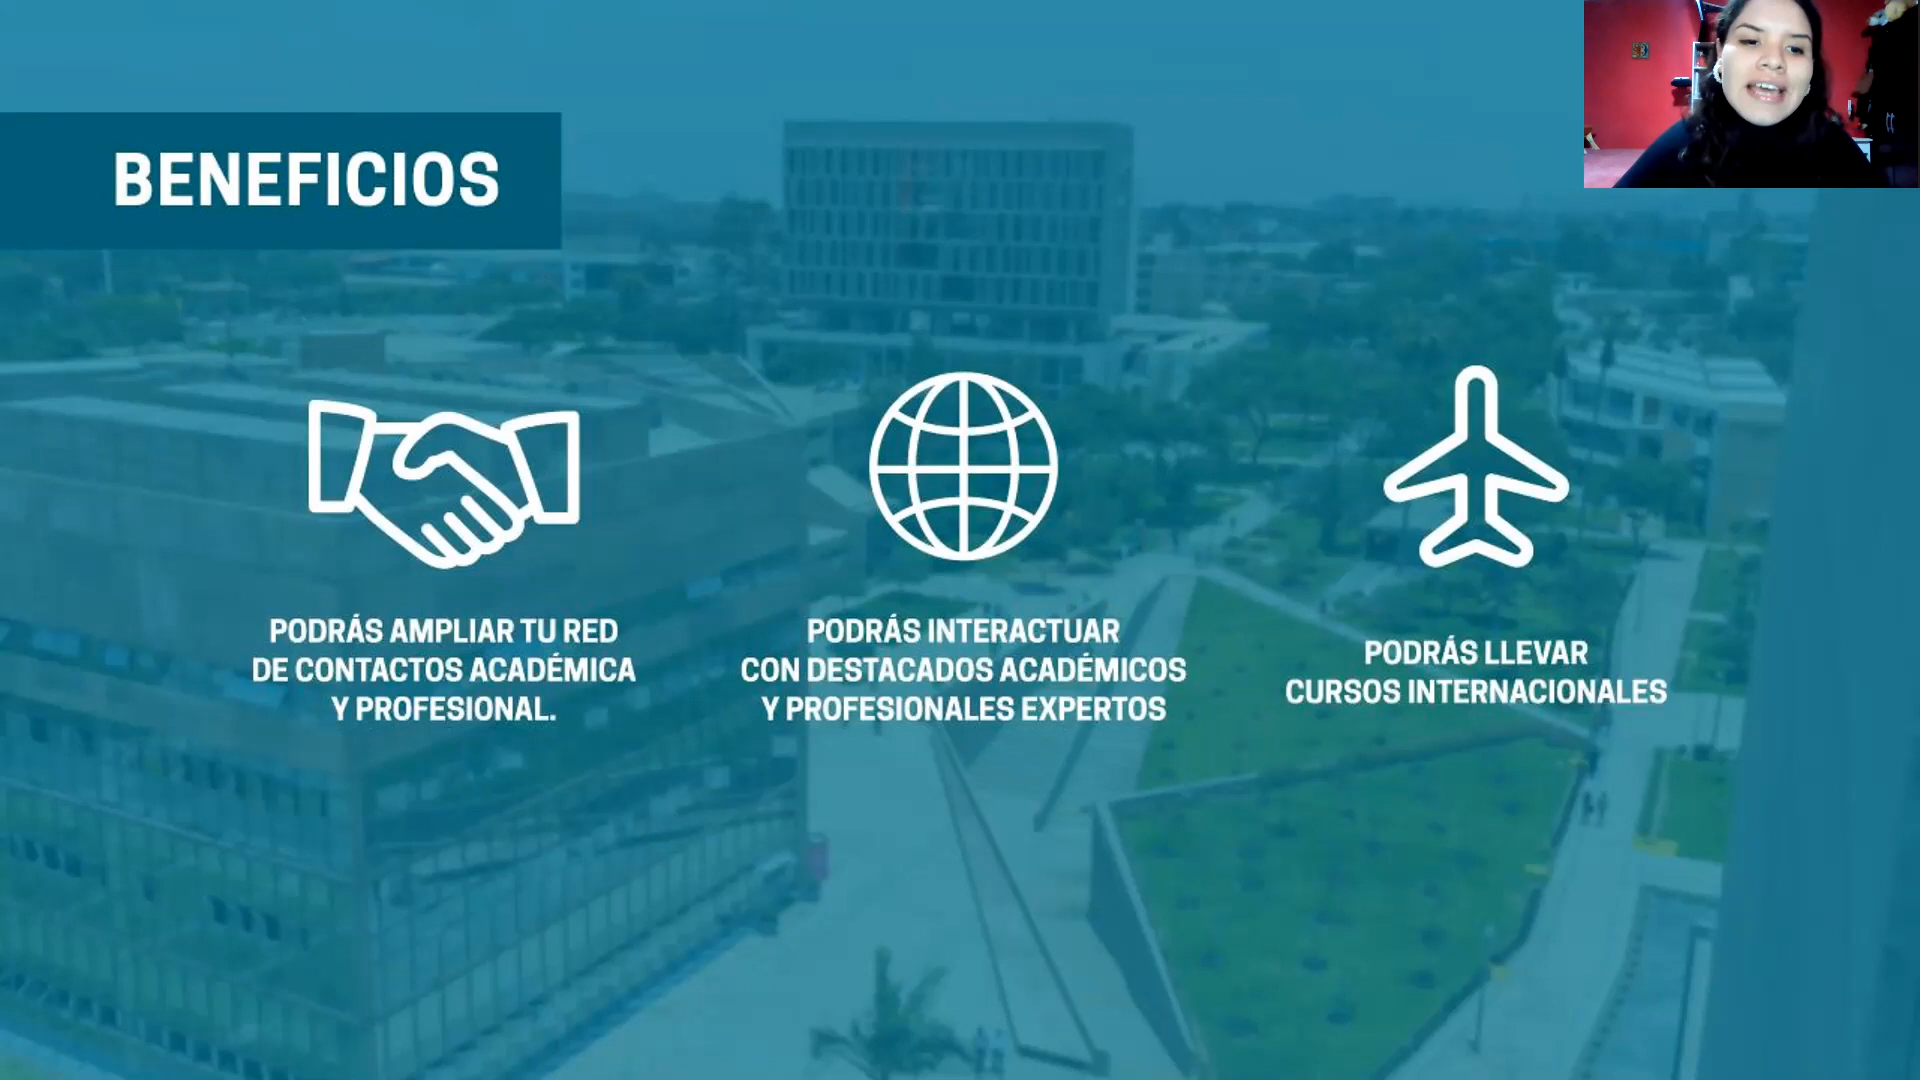 BENEFICIOS
PODRÁS AMPLIAR TU RED
DE CONTACTOS ACADÉMICA
Y PROFESIONAL.
PODRÁS INTERACTUAR
CON DESTACADOS ACADÉMICOS
Y PROFESIONALES EXPERTOS
PODRÁS LLEVAR
CURSOS INTERNACIONALES